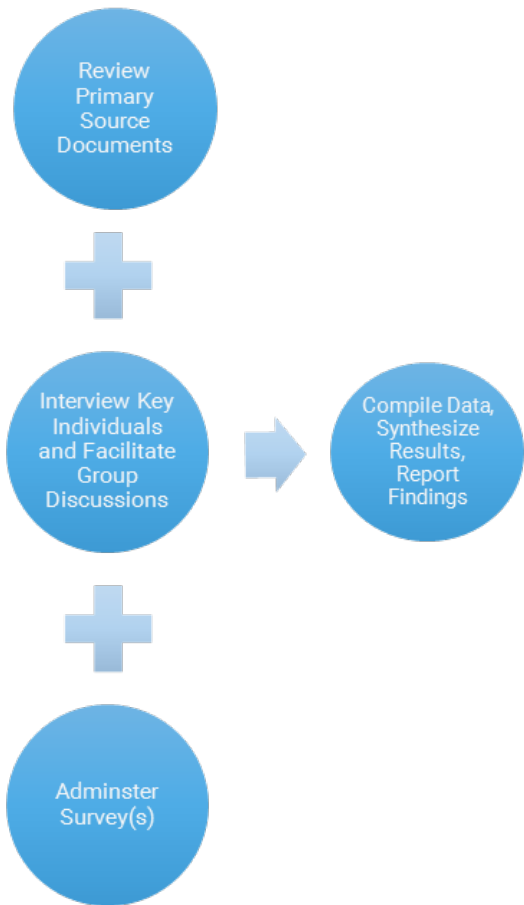 Review
Primary
Source
Documents
Interview Key
Individuals
and Facilitate
Group
Discussions
Compile Data,
Synthesize
Results,
Report
Findings
Adminster
Survey(s)